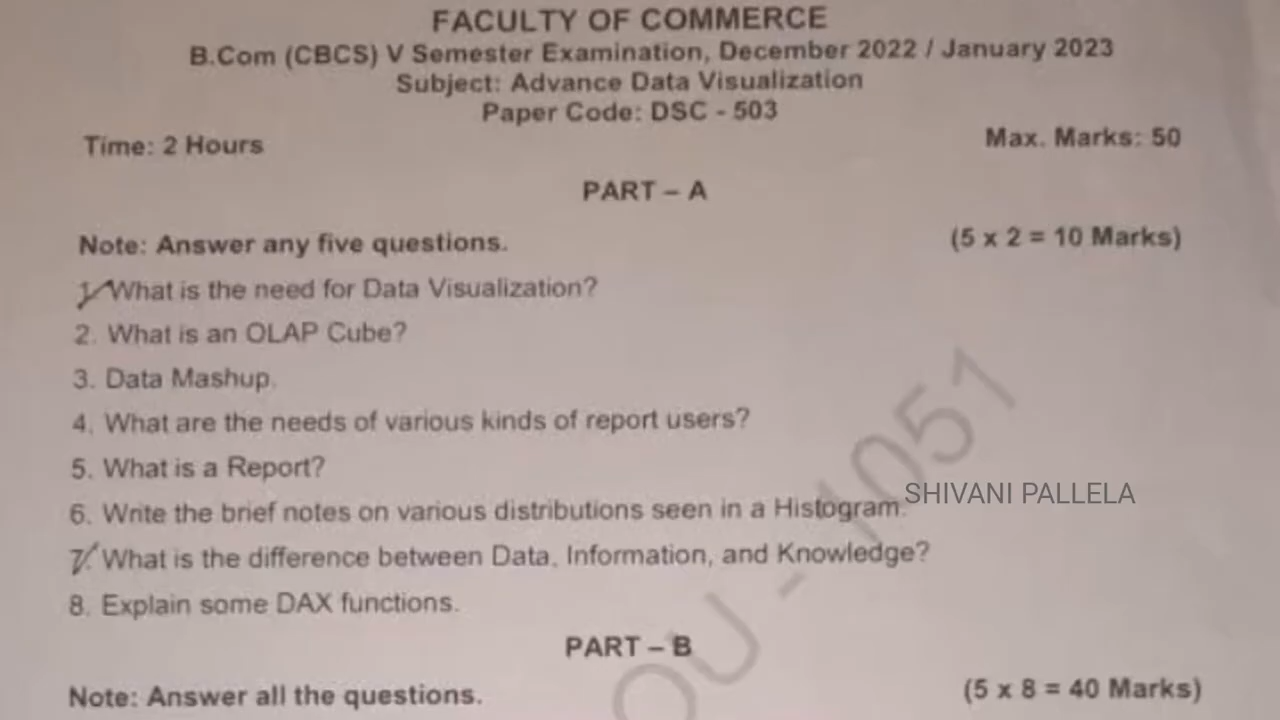 FACULTY OF COMMERCE
B.Com (CBCS) V Semester Examination, December 2022 / January 2023
Subject: Advance Data Visualization
Paper Code: DSC - 503
Time: 2 Hours
Max. Marks: 50
PART – A
Note: Answer any five questions.
(5 x 2 = 10 Marks)
1. What is the need for Data Visualization?
2. What is an OLAP Cube?
3. Data Mashup.
4. What are the needs of various kinds of report users?
5. What is a Report?
6. Write the brief notes on various distributions seen in a Histogram.
SHIVANI PALLELA
7. What is the difference between Data, Information, and Knowledge?
8. Explain some DAX functions.
OU - 1051
PART – B
Note: Answer all the questions.
(5 x 8 = 40 Marks)